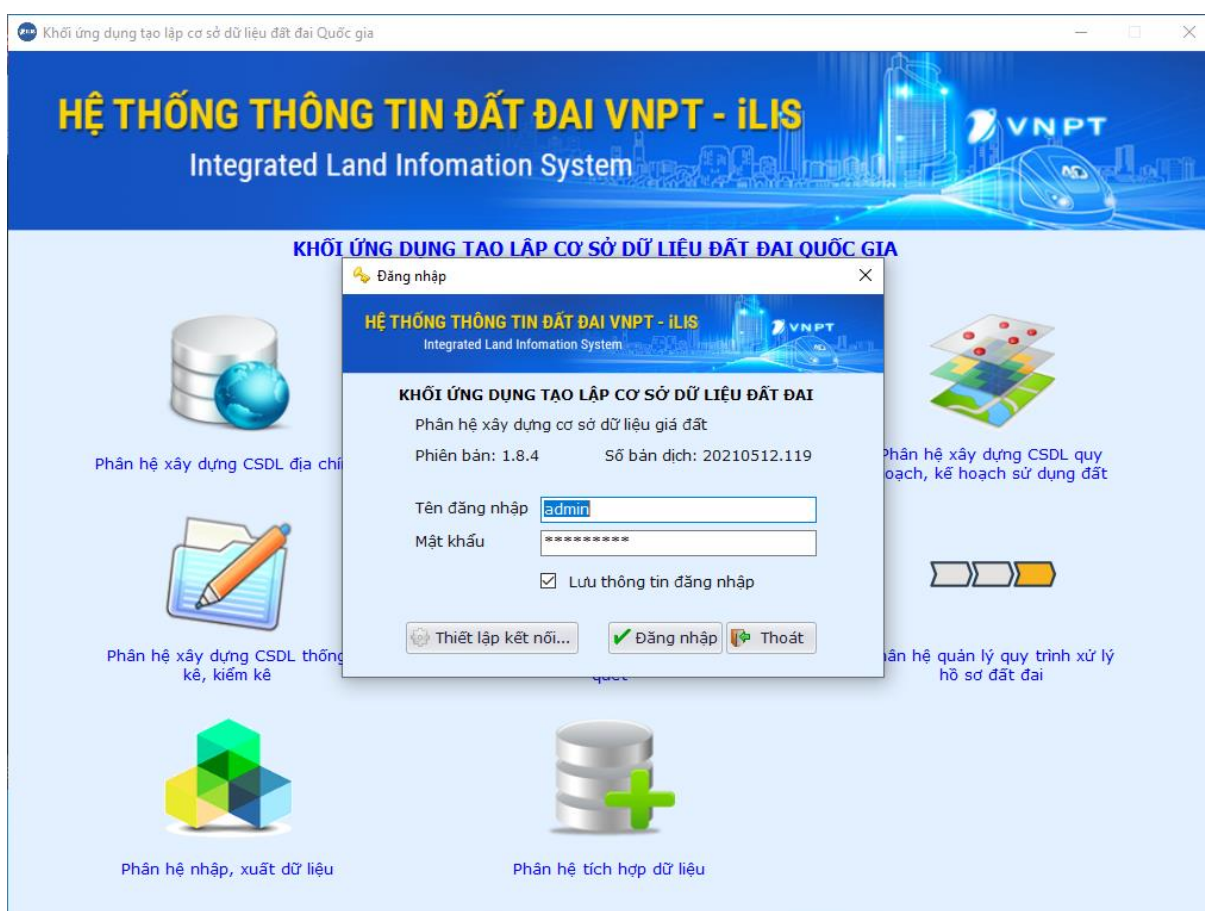 Khối ứng dụng tạo lập cơ sở dữ liệu đất đai Quốc gia
HỆ THỐNG THÔNG TIN ĐẤT ĐAI VNPT - iLIS
Integrated Land Infomation System
VNPT
KHỐI ỨNG DỤNG TẠO LẬP CƠ SỞ DỮ LIỆU ĐẤT ĐAI QUỐC GIA
Đăng nhập
HỆ THỐNG THÔNG TIN ĐẤT ĐAI VNPT - iLIS
Integrated Land Infomation System
VNPT
KHỐI ỨNG DỤNG TẠO LẬP CƠ SỞ DỮ LIỆU ĐẤT ĐAI
Phân hệ xây dựng cơ sở dữ liệu giá đất
Phiên bản: 1.8.4 Số bản dịch: 20210512.119
Tên đăng nhập admin
Mật khẩu *********
Lưu thông tin đăng nhập
Thiết lập kết nối... Đăng nhập Thoát
Phân hệ xây dựng CSDL địa chí
Phân hệ xây dựng CSDL quy
oạch, kế hoạch sử dụng đất
Phân hệ xây dựng CSDL thống
kê, kiểm kê
quét
ân hệ quản lý quy trình xử lý
hồ sơ đất đai
Phân hệ nhập, xuất dữ liệu
Phân hệ tích hợp dữ liệu